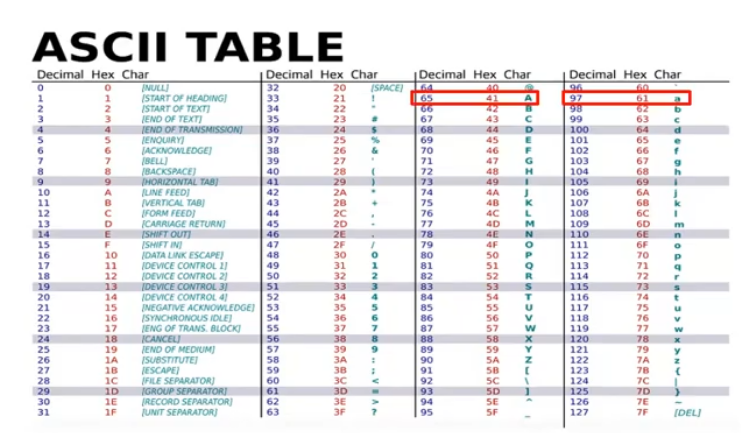 ASCII TABLE
Decimal Hex Char Decimal Hex Char Decimal Hex Char Decimal Hex Char
0 0 [NULL] 32 20 [SPACE] 64 40 @ 96 60 `
1 1 [START OF HEADING] 33 21 ! 65 41 A 97 61 a
2 2 [START OF TEXT] 34 22 " 66 42 B 98 62 b
3 3 [END OF TEXT] 35 23 # 67 43 C 99 63 c
4 4 [END OF TRANSMISSION] 36 24 $ 68 44 D 100 64 d
5 5 [ENQUIRY] 37 25 % 69 45 E 101 65 e
6 6 [ACKNOWLEDGE] 38 26 & 70 46 F 102 66 f
7 7 [BELL] 39 27 ' 71 47 G 103 67 g
8 8 [BACKSPACE] 40 28 ( 72 48 H 104 68 h
9 9 [HORIZONTAL TAB] 41 29 ) 73 49 I 105 69 i
10 A [LINE FEED] 42 2A * 74 4A J 106 6A j
11 B [VERTICAL TAB] 43 2B + 75 4B K 107 6B k
12 C [FORM FEED] 44 2C , 76 4C L 108 6C l
13 D [CARRIAGE RETURN] 45 2D - 77 4D M 109 6D m
14 E [SHIFT OUT] 46 2E . 78 4E N 110 6E n
15 F [SHIFT IN] 47 2F / 79 4F O 111 6F o
16 10 [DATA LINK ESCAPE] 48 30 0 80 50 P 112 70 p
17 11 [DEVICE CONTROL 1] 49 31 1 81 51 Q 113 71 q
18 12 [DEVICE CONTROL 2] 50 32 2 82 52 R 114 72 r
19 13 [DEVICE CONTROL 3] 51 33 3 83 53 S 115 73 s
20 14 [DEVICE CONTROL 4] 52 34 4 84 54 T 116 74 t
21 15 [NEGATIVE ACKNOWLEDGE] 53 35 5 85 55 U 117 75 u
22 16 [SYNCHRONOUS IDLE] 54 36 6 86 56 V 118 76 v
23 17 [ENG OF TRANS. BLOCK] 55 37 7 87 57 W 119 77 w
24 18 [CANCEL] 56 38 8 88 58 X 120 78 x
25 19 [END OF MEDIUM] 57 39 9 89 59 Y 121 79 y
26 1A [SUBSTITUTE] 58 3A : 90 5A Z 122 7A z
27 1B [ESCAPE] 59 3B ; 91 5B [ 123 7B {
28 1C [FILE SEPARATOR] 60 3C < 92 5C \ 124 7C |
29 1D [GROUP SEPARATOR] 61 3D = 93 5D ] 125 7D }
30 1E [RECORD SEPARATOR] 62 3E > 94 5E ^ 126 7E ~
31 1F [UNIT SEPARATOR] 63 3F ? 95 5F _ 127 7F [DEL]